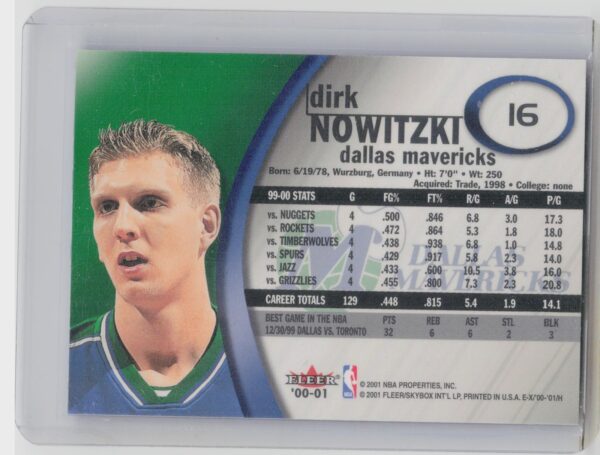 dirk
NOWITZKI
16
dallas mavericks
Born: 6/19/78, Wurzburg, Germany • Ht: 7'0" • Wt: 250
Acquired: Trade, 1998 • College: none
99-00 STATS G FG% FT% R/G A/G P/G
vs. NUGGETS 4 .500 .846 6.8 3.0 17.3
vs. ROCKETS 4 .472 .864 5.3 1.8 18.0
vs. TIMBERWOLVES 4 .438 .938 6.8 1.0 14.8
vs. SPURS 4 .429 .917 5.8 2.3 14.0
vs. JAZZ 4 .433 .600 10.5 3.8 16.0
vs. GRIZZLIES 4 .455 .800 7.3 2.3 20.8
DALLAS
MAVERICKS
CAREER TOTALS 129 .448 .815 5.4 1.9 14.1
BEST GAME IN THE NBA PTS REB AST STL BLK
12/30/99 DALLAS VS. TORONTO 32 6 6 2 3
FLEER
'00-01
NBA
© 2001 NBA PROPERTIES, INC.
© 2001 FLEER/SKYBOX INT'L LP, PRINTED IN U.S.A. E-X/'00-'01/H